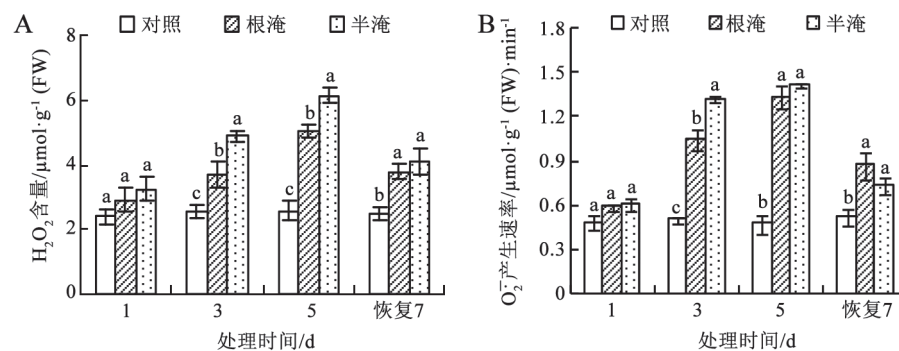 A
对照 根淹 半淹
H₂O₂含量/μmol·g⁻¹ (FW)
8
6
4
2
0
a a a
c b a
c b a
b a a
1 3 5 恢复7
处理时间/d
B
对照 根淹 半淹
O₂⁻产生速率/μmol·g⁻¹ (FW)·min⁻¹
1.8
1.5
1.2
0.9
0.6
0.3
0
a a a
c b a
b a a
b a a
1 3 5 恢复7
处理时间/d